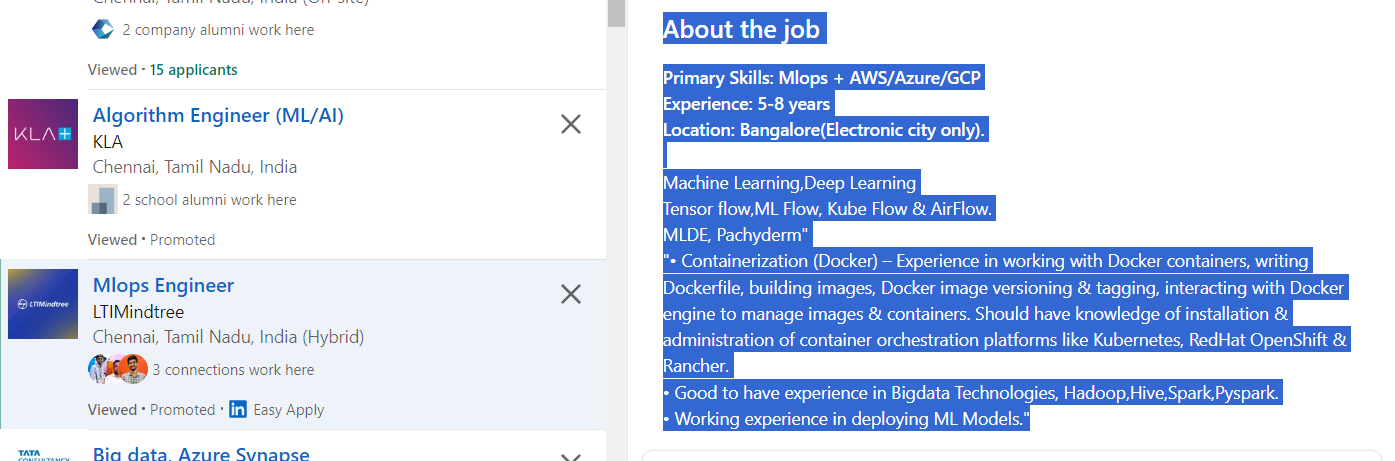 Chennai, Tamil Nadu, India (On-site)
2 company alumni work here
Viewed · 15 applicants
KLA+
Algorithm Engineer (ML/AI)
KLA
Chennai, Tamil Nadu, India
2 school alumni work here
Viewed · Promoted
LTIMindtree
Mlops Engineer
LTIMindtree
Chennai, Tamil Nadu, India (Hybrid)
3 connections work here
Viewed · Promoted · in Easy Apply
TATA
CONSULTANCY
Big data, Azure Synapse
About the job
Primary Skills: Mlops + AWS/Azure/GCP
Experience: 5-8 years
Location: Bangalore(Electronic city only).
Machine Learning,Deep Learning
Tensor flow,ML Flow, Kube Flow & AirFlow.
MLDE, Pachyderm"
"• Containerization (Docker) – Experience in working with Docker containers, writing
Dockerfile, building images, Docker image versioning & tagging, interacting with Docker
engine to manage images & containers. Should have knowledge of installation &
administration of container orchestration platforms like Kubernetes, RedHat OpenShift &
Rancher.
• Good to have experience in Bigdata Technologies, Hadoop,Hive,Spark,Pyspark.
• Working experience in deploying ML Models."